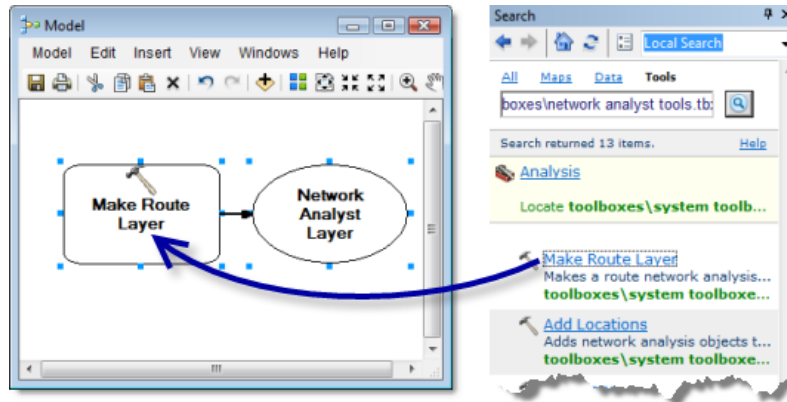 Model
Model Edit Insert View Windows Help
Make Route
Layer
Network
Analyst
Layer
Search
Local Search
All Maps Data Tools
boxes\network analyst tools.tb
Search returned 13 items. Help
Analysis
Locate toolboxes\system toolb...
Make Route Layer
Makes a route network analysis...
toolboxes\system toolboxe...
Add Locations
Adds network analysis objects t...
toolboxes\system toolboxe...